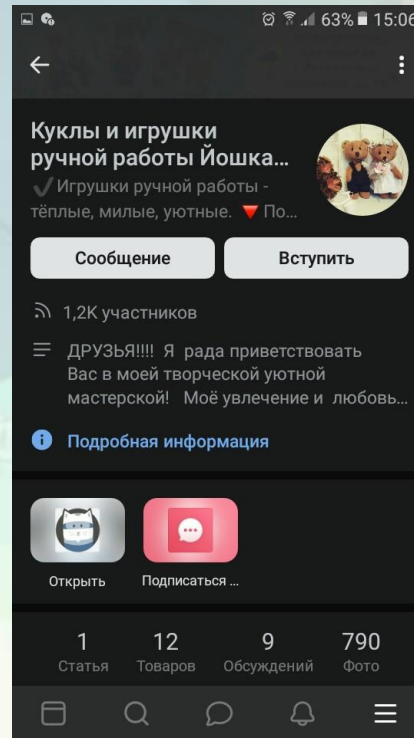 63% 15:06
Куклы и игрушки
ручной работы Йошка...
✔Игрушки ручной работы -
тёплые, милые, уютные. 🔻 По...
Сообщение
Вступить
1,2K участников
ДРУЗЬЯ!!!! Я рада приветствовать
Вас в моей творческой уютной
мастерской! Моё увлечение и любовь...
Подробная информация
Открыть
Подписаться ...
1 12 9 790
Статья Товаров Обсуждений Фото